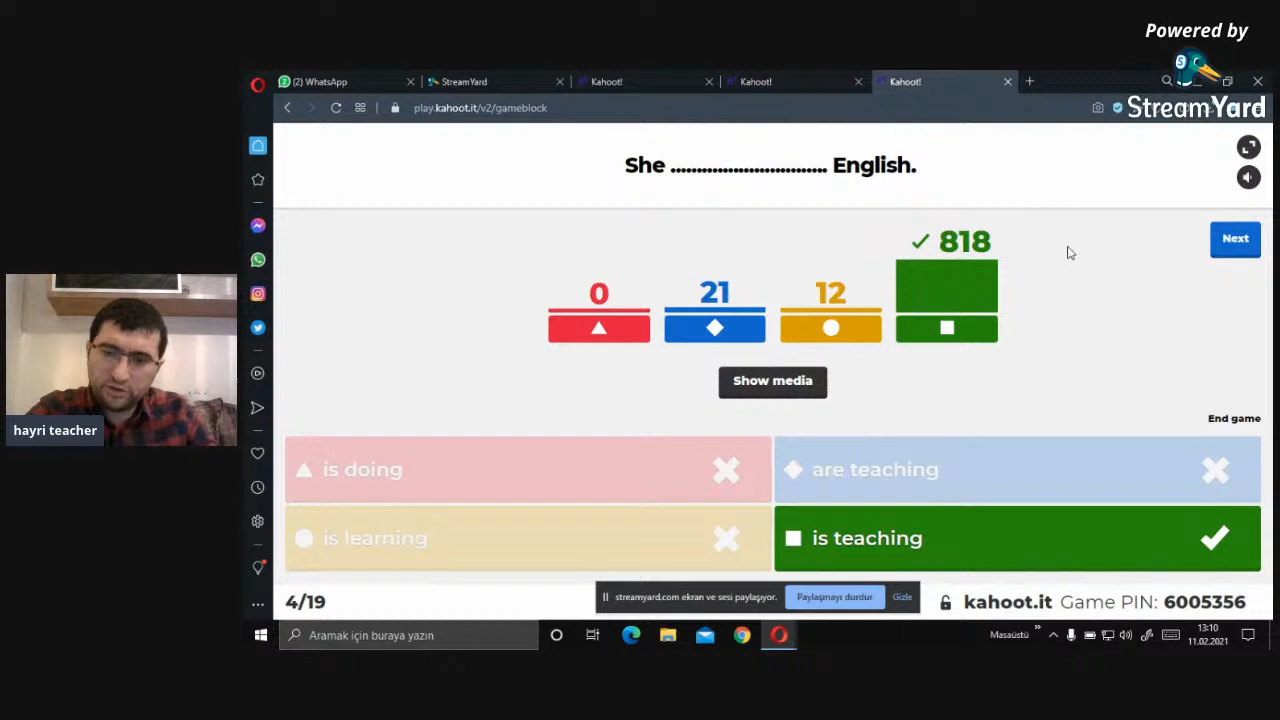 Powered by
StreamYard
(2) WhatsApp
StreamYard
Kahoot!
Kahoot!
Kahoot!
play.kahoot.it/v2/gameblock
She .............................. English.
Next
0
21
12
818
Show media
End game
is doing
are teaching
is learning
is teaching
hayri teacher
4/19
streamyard.com ekran ve sesi paylaşıyor.
Paylaşmayı durdur
Gizle
kahoot.it Game PIN: 6005356
Aramak için buraya yazın
Masaüstü
13:10
11.02.2021